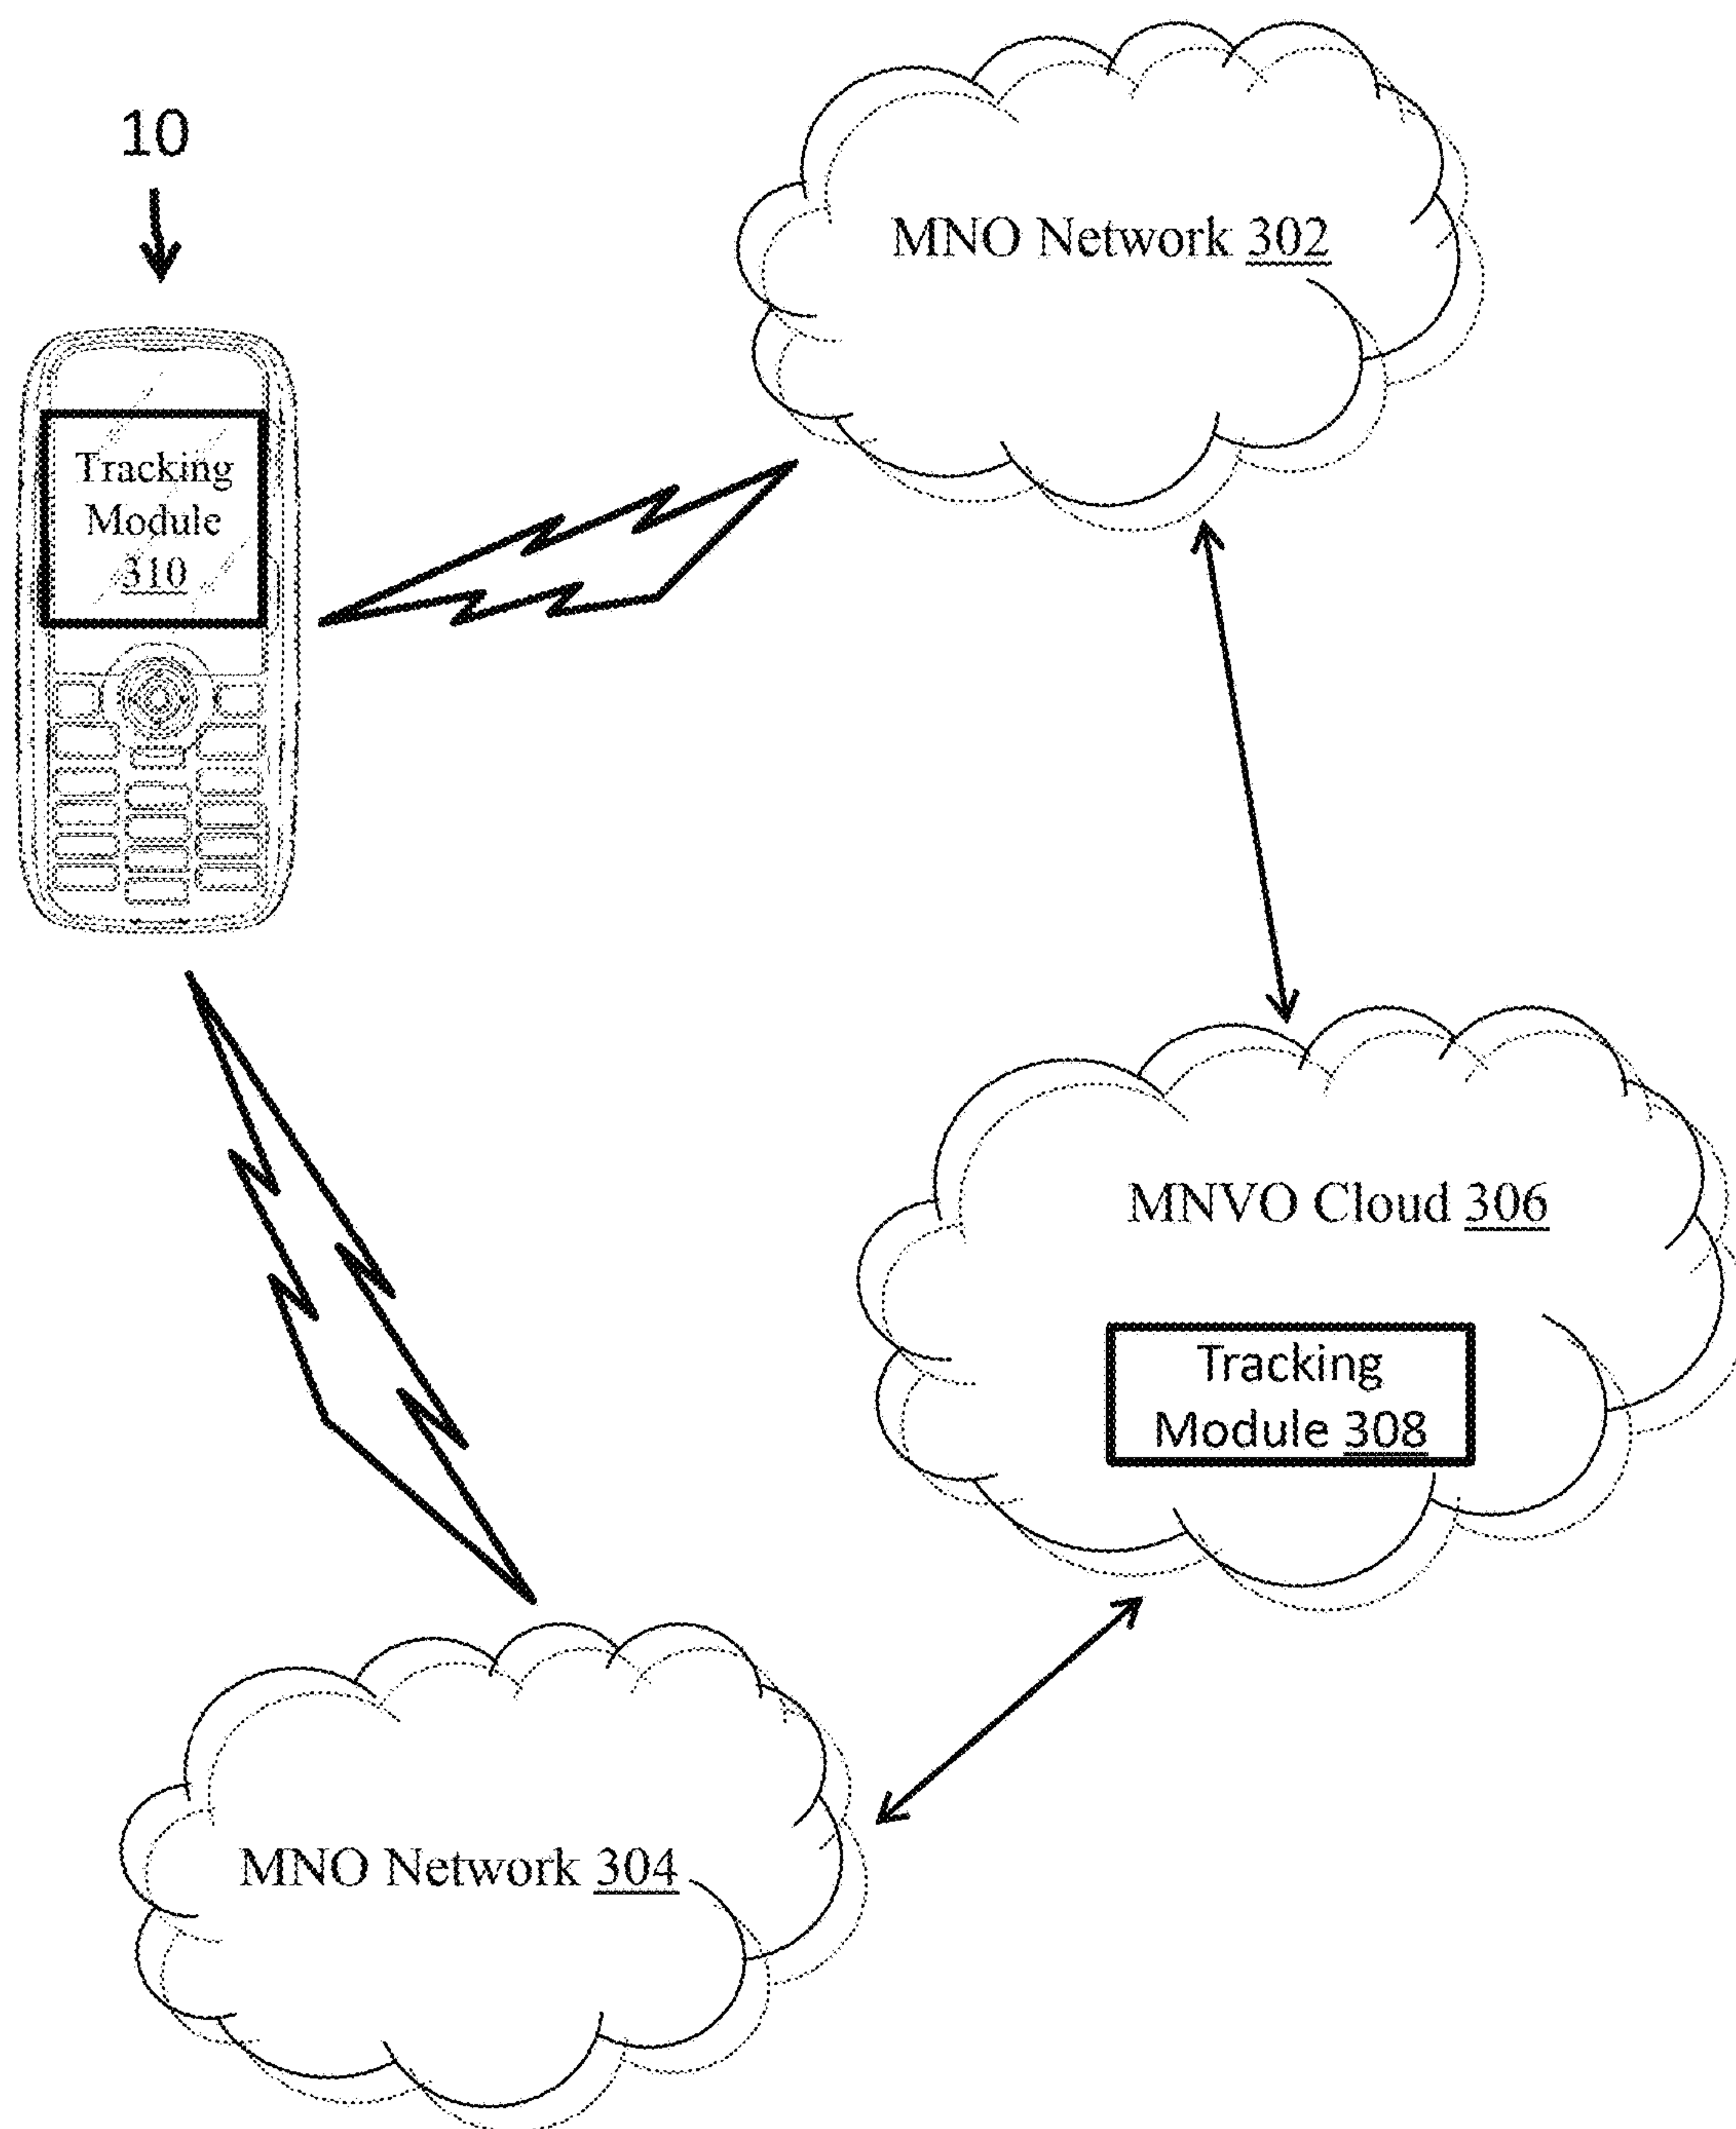 10
MNO Network 302
Tracking
Module
310
MNVO Cloud 306
Tracking
Module 308
MNO Network 304